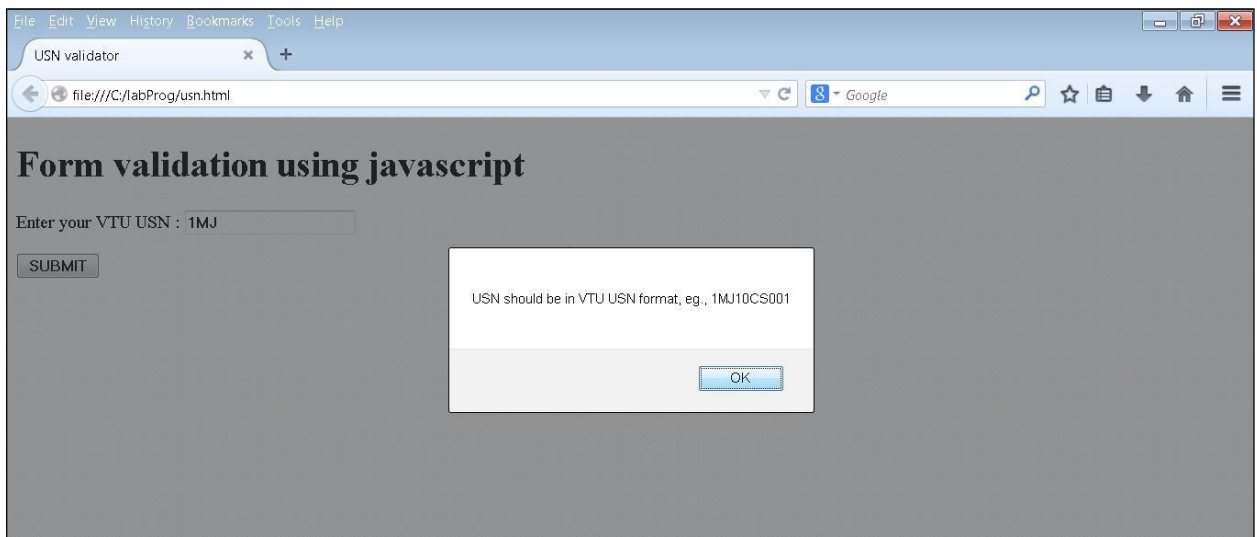 File Edit View History Bookmarks Tools Help
USN validator
file:///C:/labProg/usn.html
8 Google
Form validation using javascript
Enter your VTU USN : 1MJ
SUBMIT
USN should be in VTU USN format, eg., 1MJ10CS001
OK